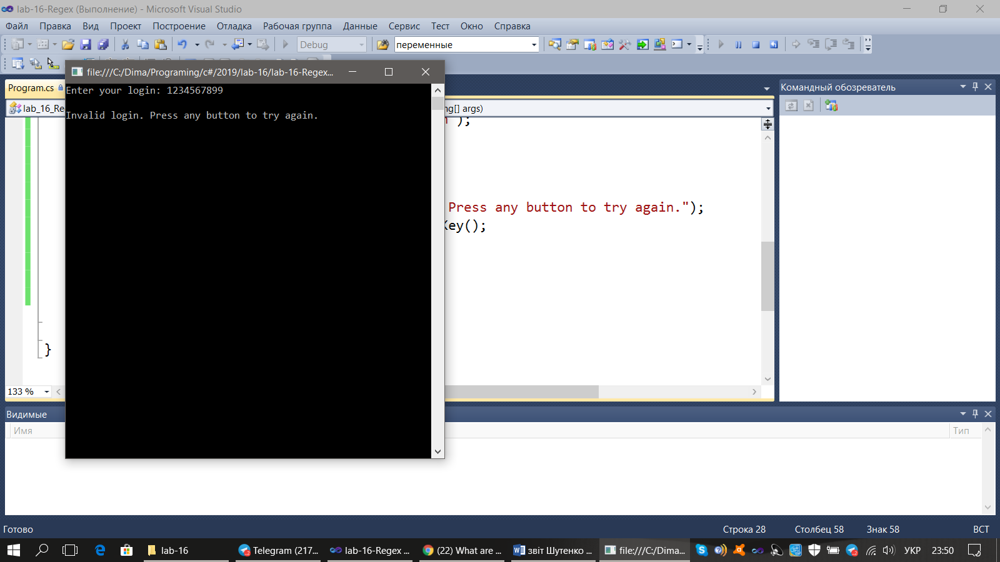 lab-16-Regex (Выполнение) - Microsoft Visual Studio
Файл Правка Вид Проект Построение Отладка Рабочая группа Данные Сервис Тест Окно Справка
Debug переменные
file:///C:/Dima/Programing/c#/2019/lab-16/lab-16-Regex...
Program.cs
Enter your login: 1234567899
Invalid login. Press any button to try again.
lab_16_Re
ng[] args)
");
Press any button to try again.");
Key();
}
133 %
Командный обозреватель
Видимые
Имя Тип
Готово Строка 28 Столбец 58 Знак 58 ВСТ
lab-16 Telegram (217... lab-16-Regex ... (22) What are ... звіт Шутенко ... file:///C:/Dima... УКР 23:50